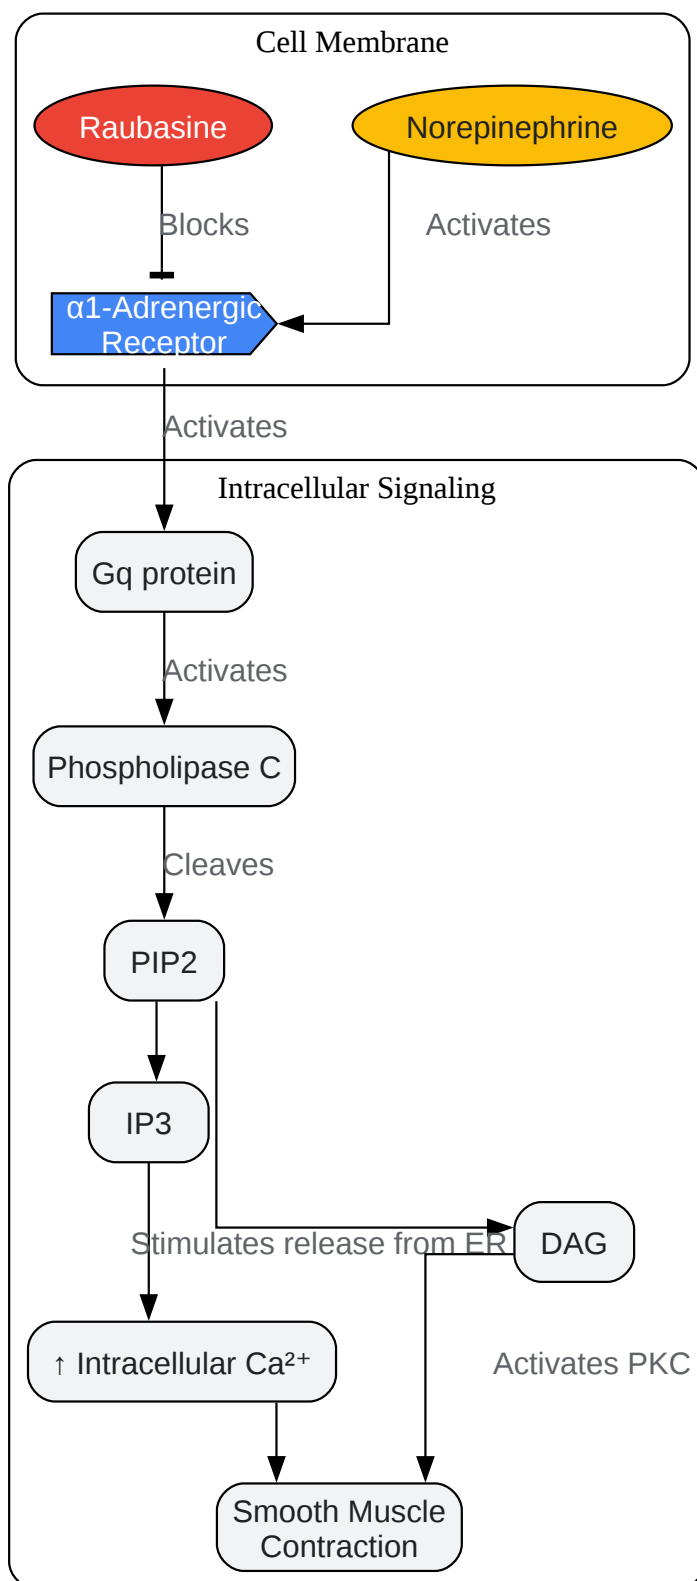 Cell Membrane
Raubasine
Norepinephrine
Blocks
Activates
α1-Adrenergic
Receptor
Activates
Intracellular Signaling
Gq protein
Activates
Phospholipase C
Cleaves
PIP2
IP3
Stimulates release from ER
DAG
↑ Intracellular Ca²⁺
Activates PKC
Smooth Muscle
Contraction